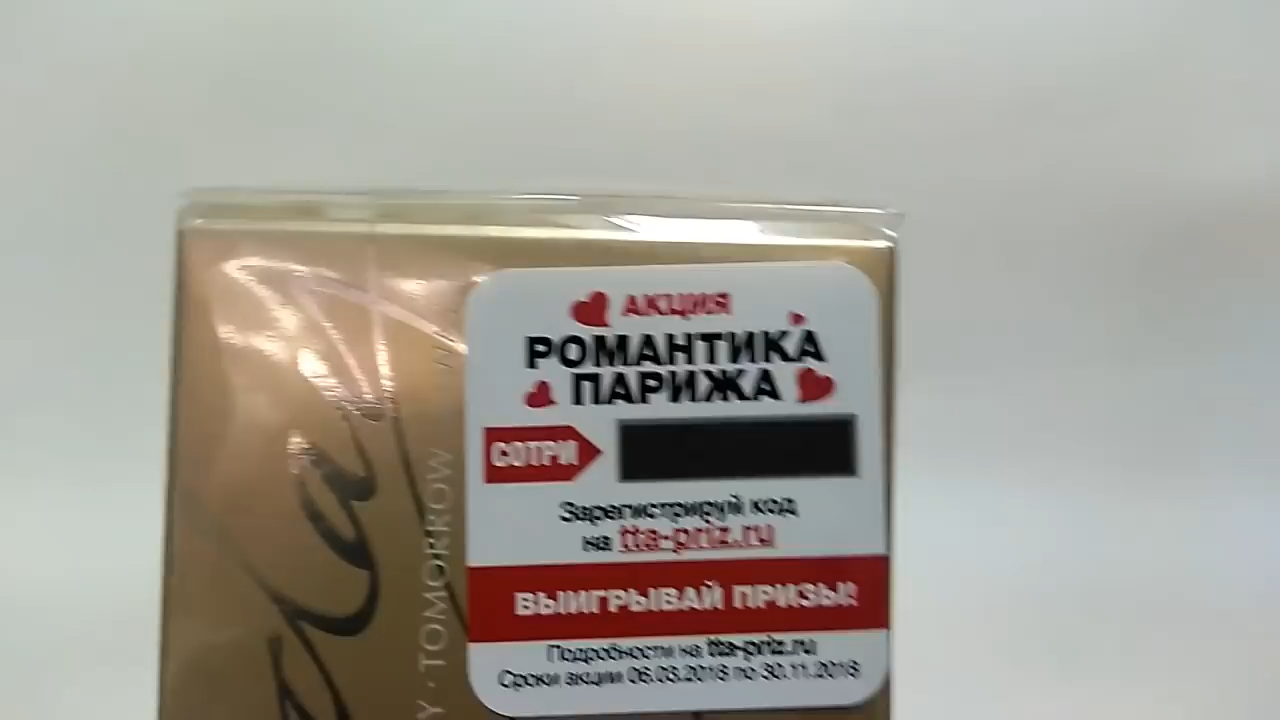 АКЦИЯ
РОМАНТИКА
ПАРИЖА
СОТРИ
Зарегистрируй код
на tta-priz.ru
ВЫИГРЫВАЙ ПРИЗЫ!
Подробности на tta-priz.ru
Сроки акции 06.03.2018 по 30.11.2018
Y · TOMORROW